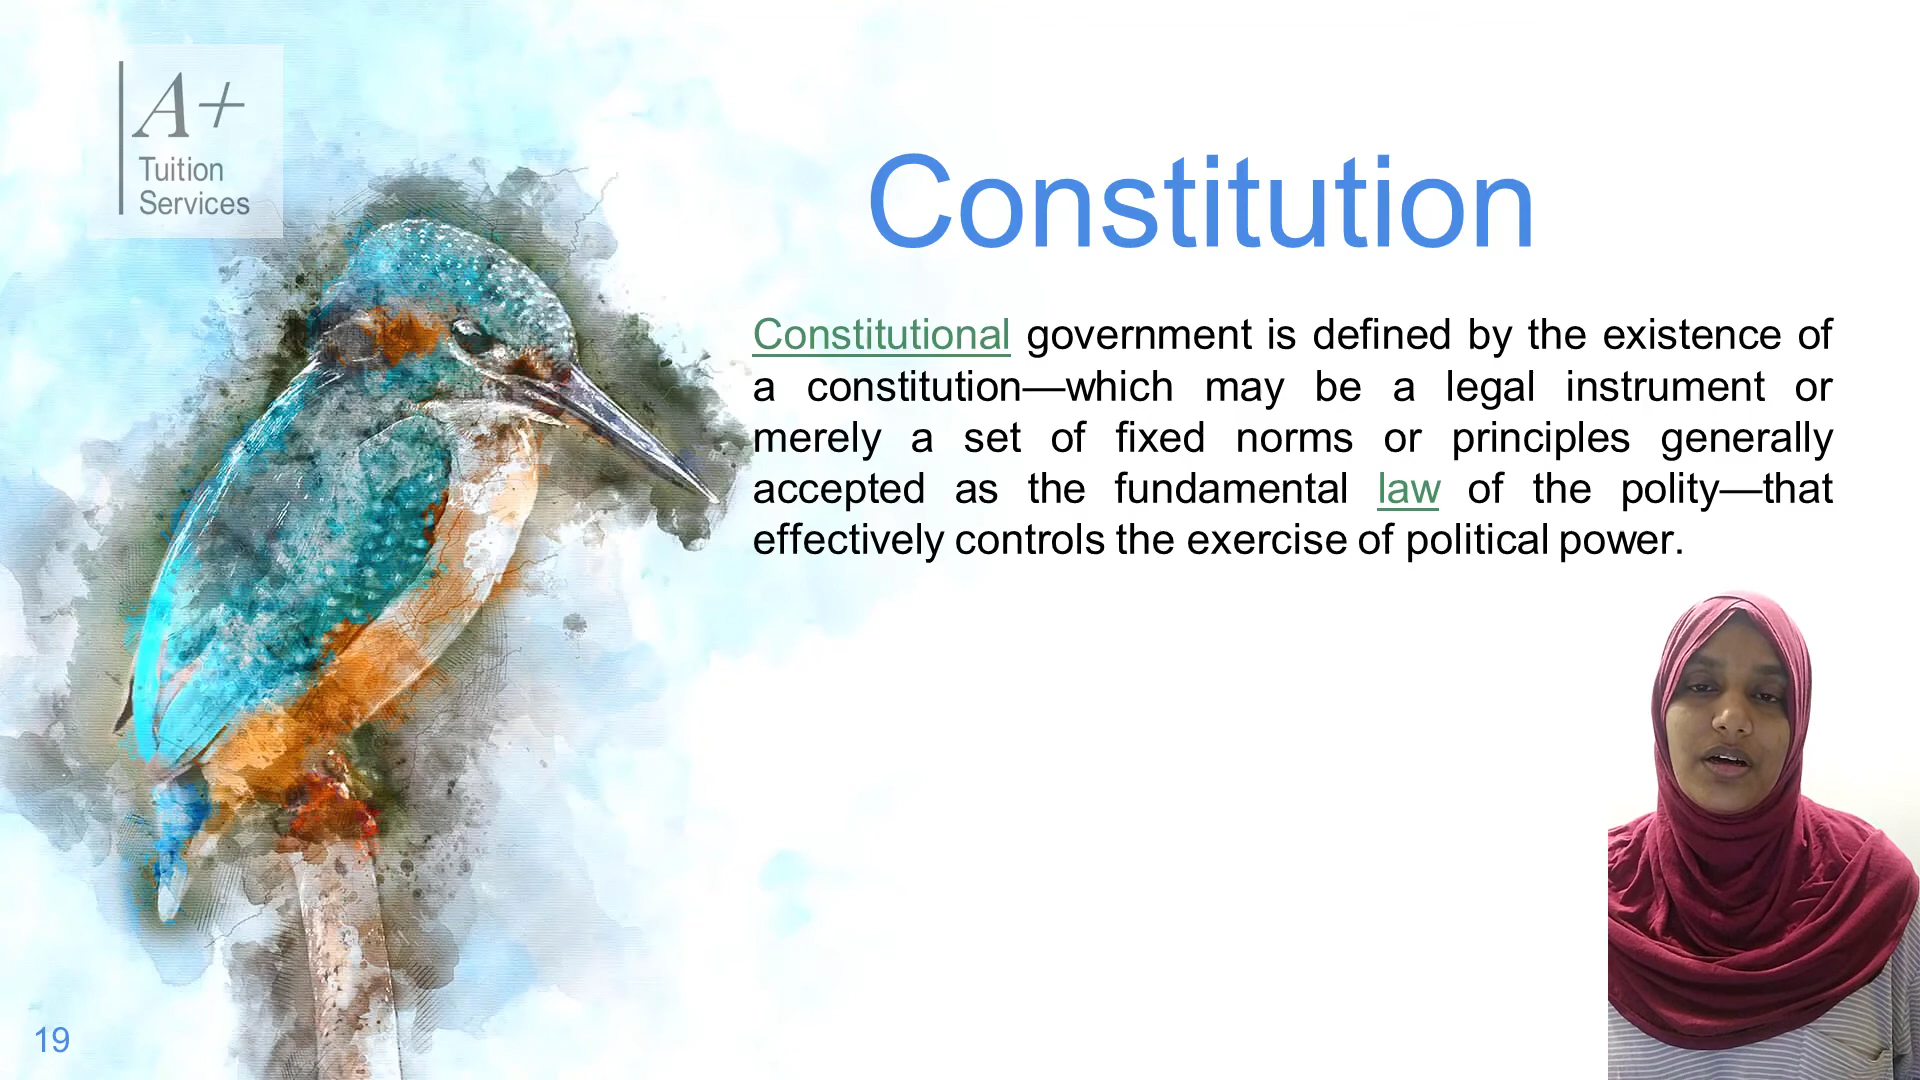 A+
Tuition
Services
Constitution
Constitutional government is defined by the existence of
a constitution—which may be a legal instrument or
merely a set of fixed norms or principles generally
accepted as the fundamental law of the polity—that
effectively controls the exercise of political power.
19